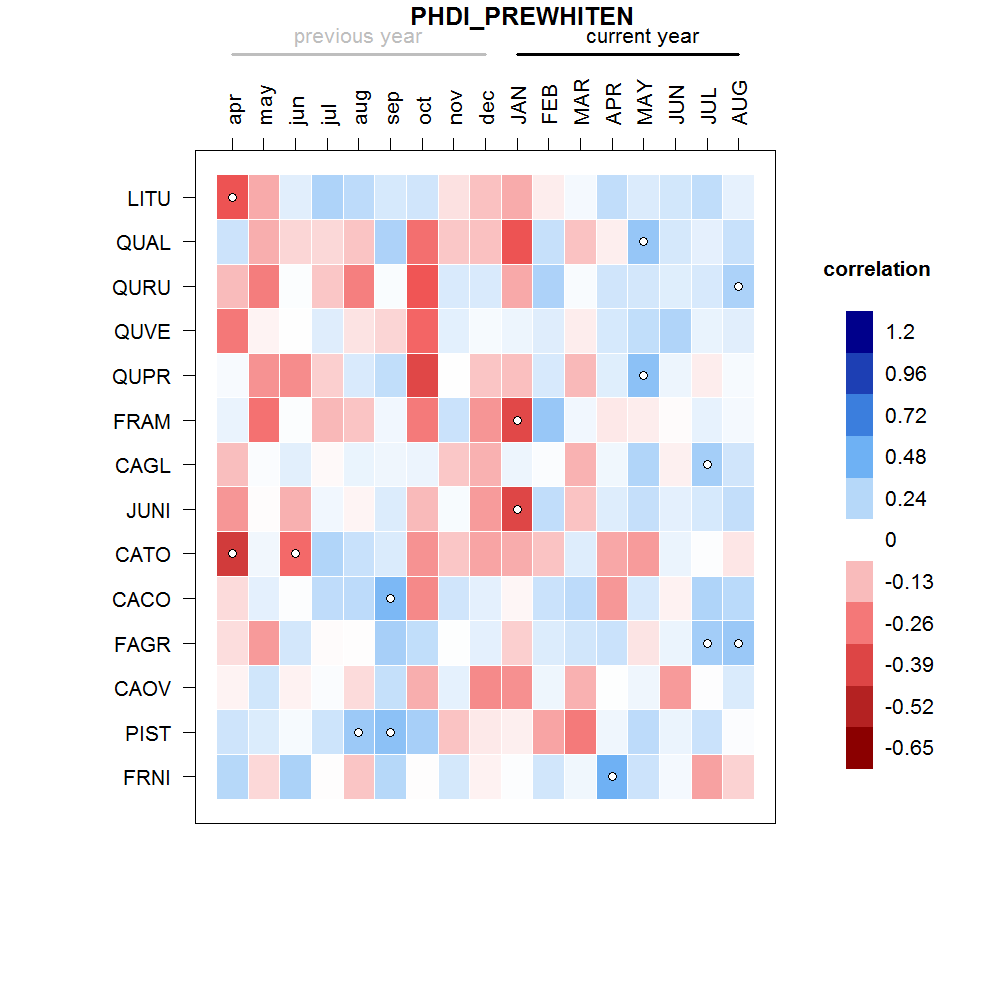 PHDI_PREWHITEN
previous year current year
apr may jun jul aug sep oct nov dec JAN FEB MAR APR MAY JUN JUL AUG
LITU
QUAL
QURU
QUVE
QUPR
FRAM
CAGL
JUNI
CATO
CACO
FAGR
CAOV
PIST
FRNI
correlation
1.2
0.96
0.72
0.48
0.24
0
-0.13
-0.26
-0.39
-0.52
-0.65